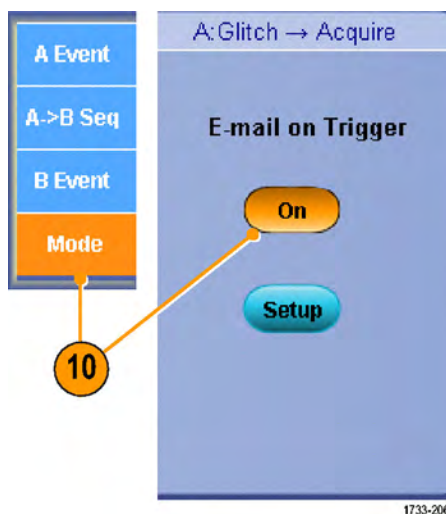 A Event
A->B Seq
B Event
Mode
10
A:Glitch → Acquire
E-mail on Trigger
On
Setup